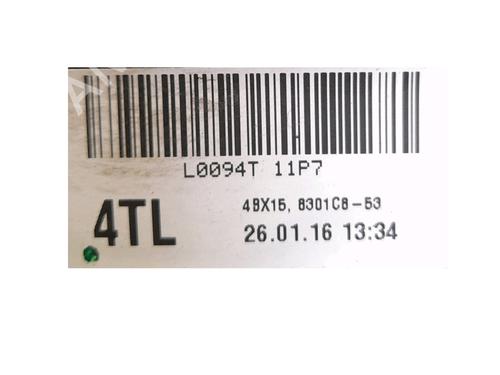 L0094T 11P7
4TL
4BX15, 8301C8-53
26.01.16 13:34